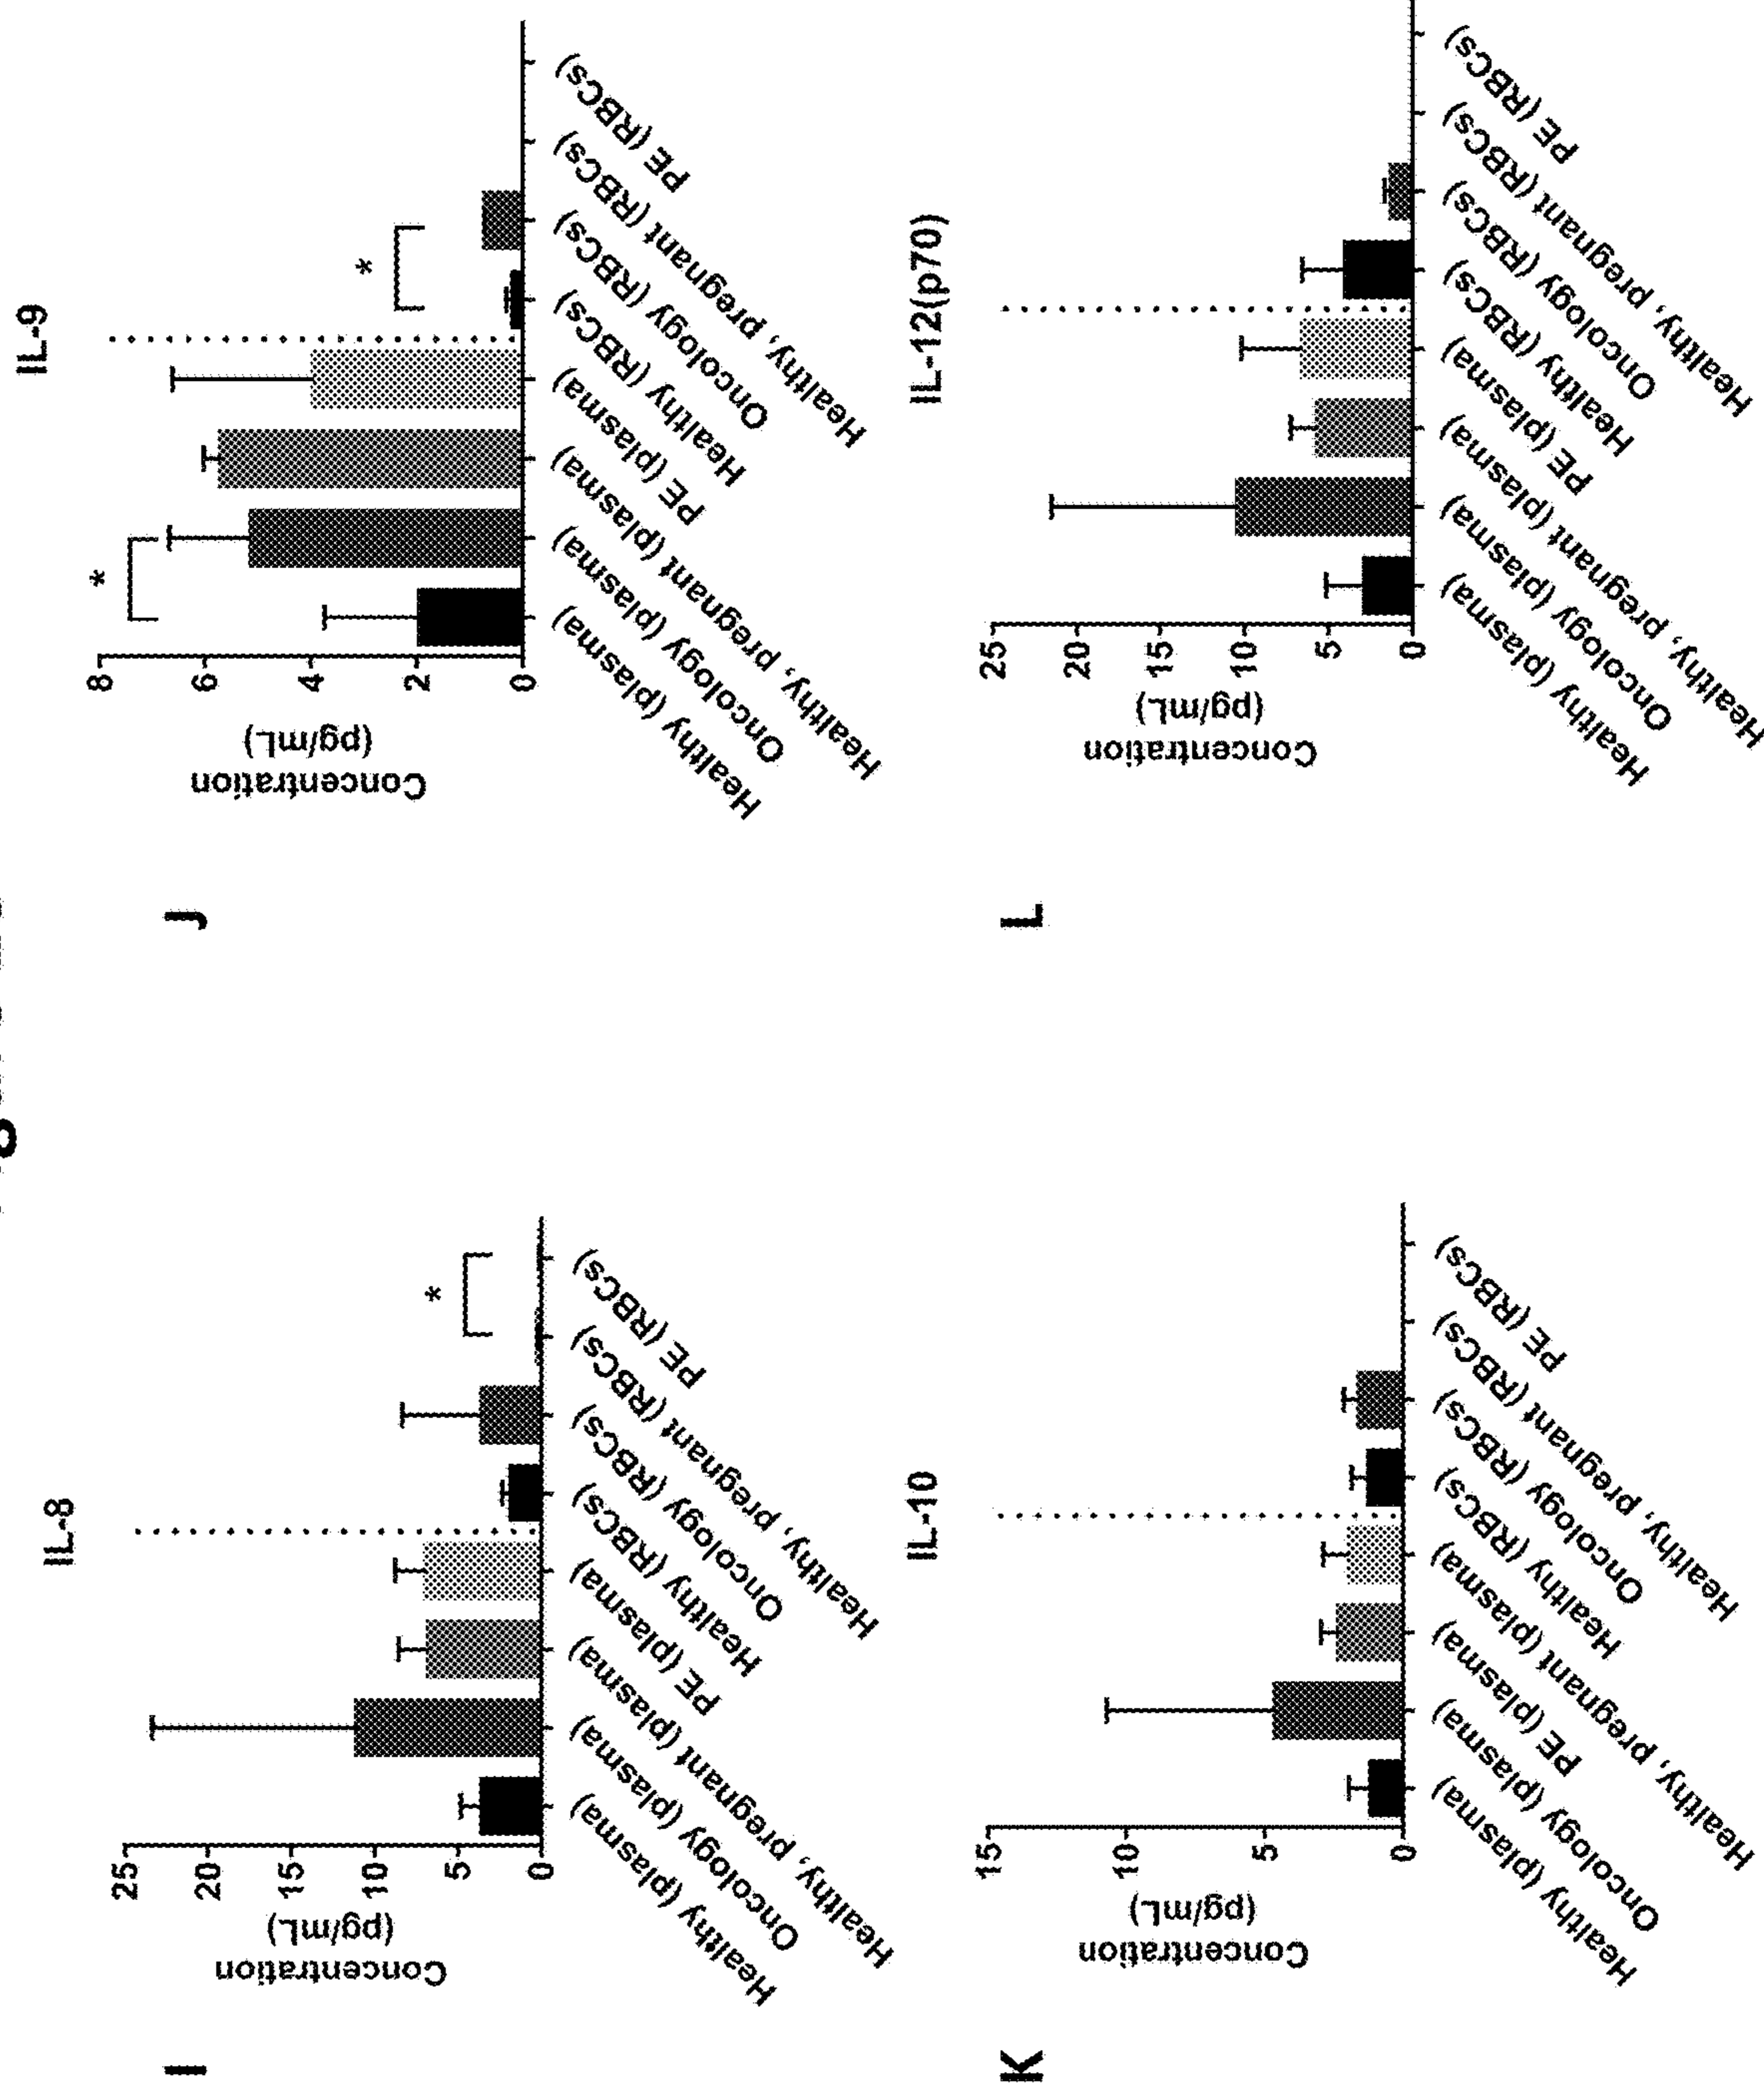 I
IL-8
Concentration
(pg/mL)
25
20
15
10
5
0
*
Healthy (plasma)
Oncology (plasma)
Healthy, pregnant (plasma)
PE (plasma)
Healthy (RBCs)
Oncology (RBCs)
Healthy, pregnant (RBCs)
PE (RBCs)
J
IL-9
Concentration
(pg/mL)
8
6
4
2
0
*
*
Healthy (plasma)
Oncology (plasma)
Healthy, pregnant (plasma)
PE (plasma)
Healthy (RBCs)
Oncology (RBCs)
Healthy, pregnant (RBCs)
PE (RBCs)
K
IL-10
Concentration
(pg/mL)
15
10
5
0
Healthy (plasma)
Oncology (plasma)
PE (plasma)
Healthy, pregnant (plasma)
Healthy (RBCs)
Oncology (RBCs)
Healthy, pregnant (RBCs)
PE (RBCs)
L
IL-12(p70)
Concentration
(pg/mL)
25
20
15
10
5
0
Healthy (plasma)
Oncology (plasma)
Healthy, pregnant (plasma)
PE (plasma)
Healthy (RBCs)
Oncology (RBCs)
Healthy, pregnant (RBCs)
PE (RBCs)